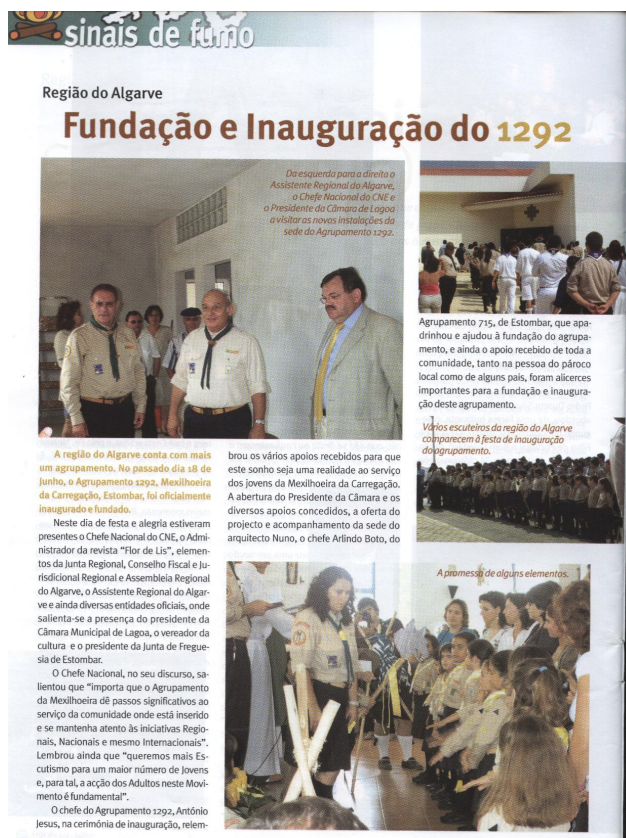 sinais de fumo
Região do Algarve
Fundação e Inauguração do 1292
Da esquerda para a direita o
Assistente Regional do Algarve,
o Chefe Nacional do CNE e
o Presidente da Câmara de Lagoa
a visitar as novas instalações da
sede do Agrupamento 1292.
A região do Algarve conta com mais
um agrupamento. No passado dia 18 de
Junho, o Agrupamento 1292, Mexilhoeira
da Carregação, Estombar, foi oficialmente
inaugurado e fundado.
Neste dia de festa e alegria estiveram
presentes o Chefe Nacional do CNE, o Admi-
nistrador da revista “Flor de Lis”, elemen-
tos da Junta Regional, Conselho Fiscal e Ju-
risdicional Regional e Assembleia Regional
do Algarve, o Assistente Regional do Algar-
ve e ainda diversas entidades oficiais, onde
salienta-se a presença do presidente da
Câmara Municipal de Lagoa, o vereador da
cultura e o presidente da Junta de Fregue-
sia de Estombar.
O Chefe Nacional, no seu discurso, sa-
lientou que “importa que o Agrupamento
da Mexilhoeira dê passos significativos ao
serviço da comunidade onde está inserido
e se mantenha atento às iniciativas Regio-
nais, Nacionais e mesmo Internacionais”.
Lembrou ainda que “queremos mais Es-
cutismo para um maior número de Jovens
e, para tal, a acção dos Adultos neste Movi-
mento é fundamental”.
O chefe do Agrupamento 1292, António
Jesus, na cerimónia de inauguração, relem-
brou os vários apoios recebidos para que
este sonho seja uma realidade ao serviço
dos jovens da Mexilhoeira da Carregação.
A abertura do Presidente da Câmara e os
diversos apoios concedidos, a oferta do
projecto e acompanhamento da sede do
arquitecto Nuno, o chefe Arlindo Boto, do
Agrupamento 715, de Estombar, que apa-
drinhou e ajudou à fundação do agrupa-
mento, e ainda o apoio recebido de toda a
comunidade, tanto na pessoa do pároco
local como de alguns pais, foram alicerces
importantes para a fundação e inaugura-
ção deste agrupamento.
Vários escuteiros da região do Algarve
comparecem à festa de inauguração
do agrupamento.
A promessa de alguns elementos.